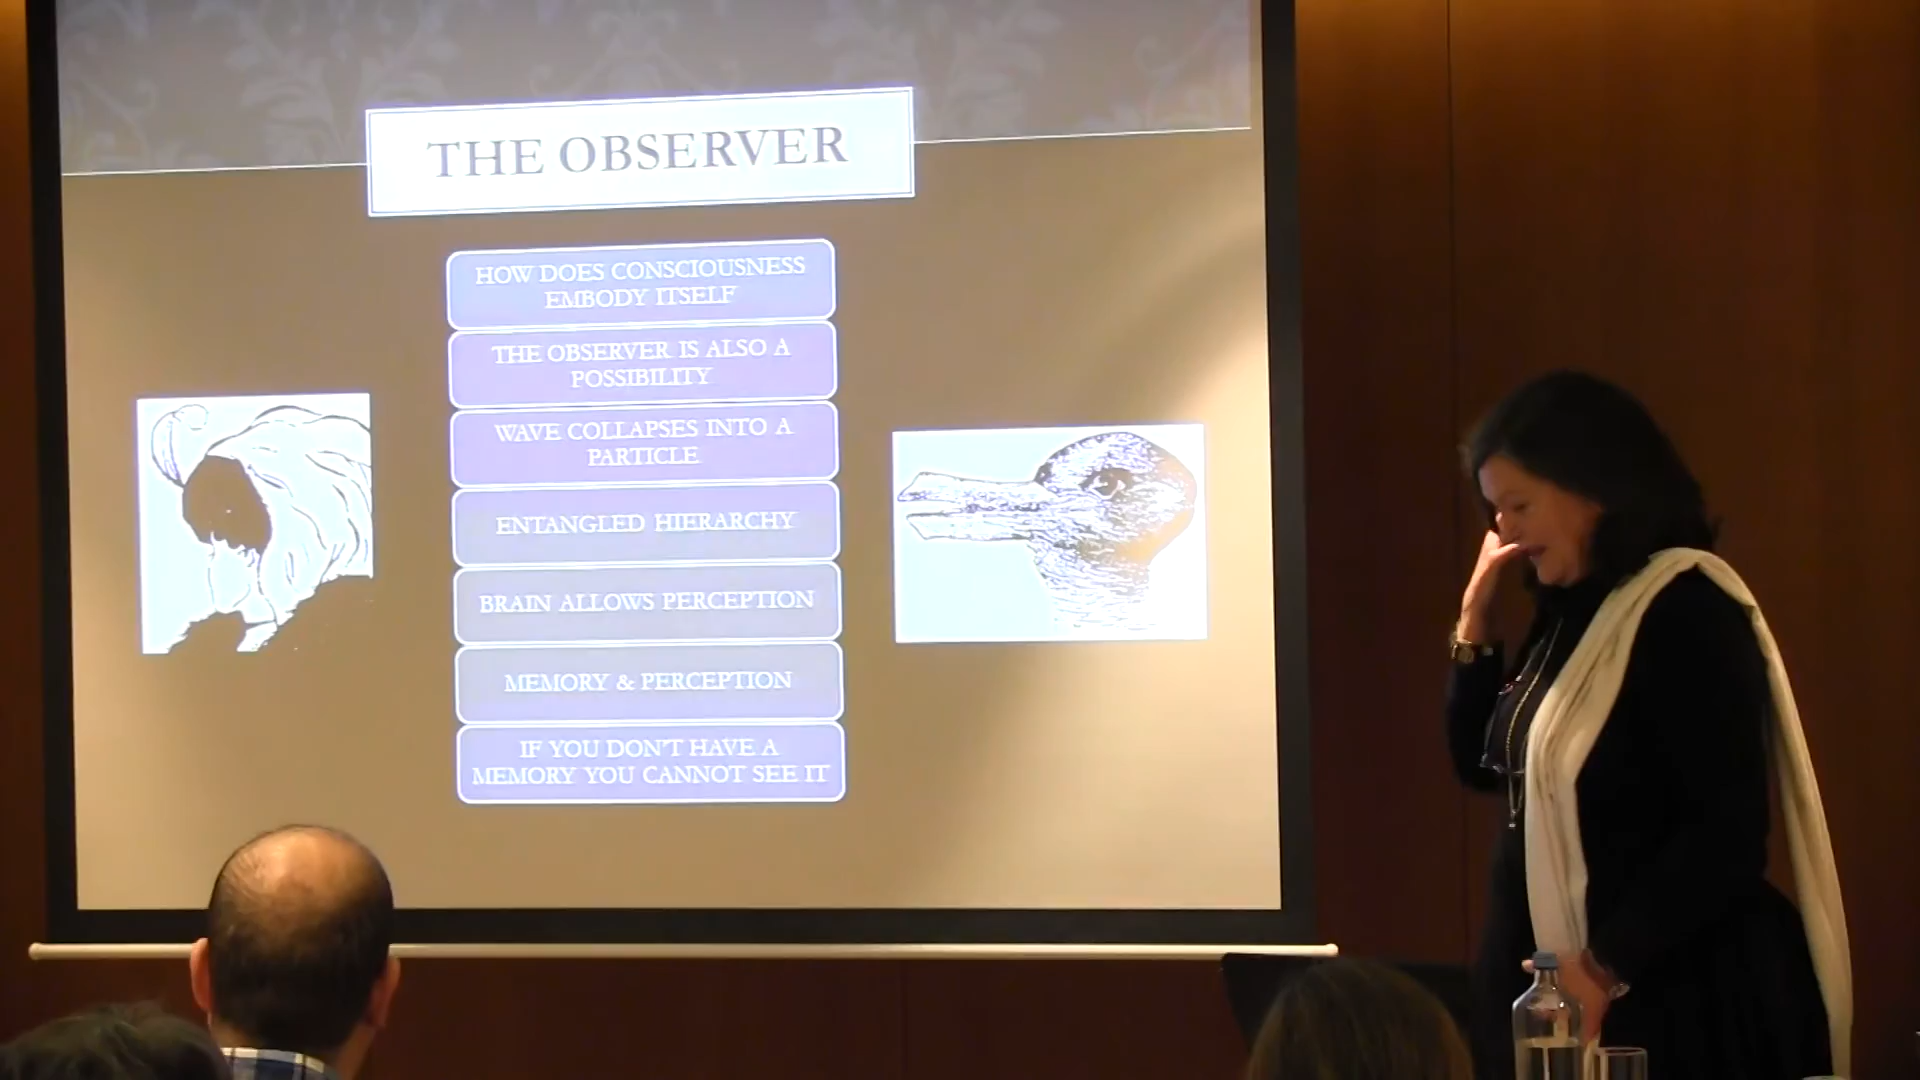 THE OBSERVER
HOW DOES CONSCIOUSNESS
EMBODY ITSELF
THE OBSERVER IS ALSO A
POSSIBILITY
WAVE COLLAPSES INTO A
PARTICLE
ENTANGLED HIERARCHY
BRAIN ALLOWS PERCEPTION
MEMORY & PERCEPTION
IF YOU DON'T HAVE A
MEMORY YOU CANNOT SEE IT